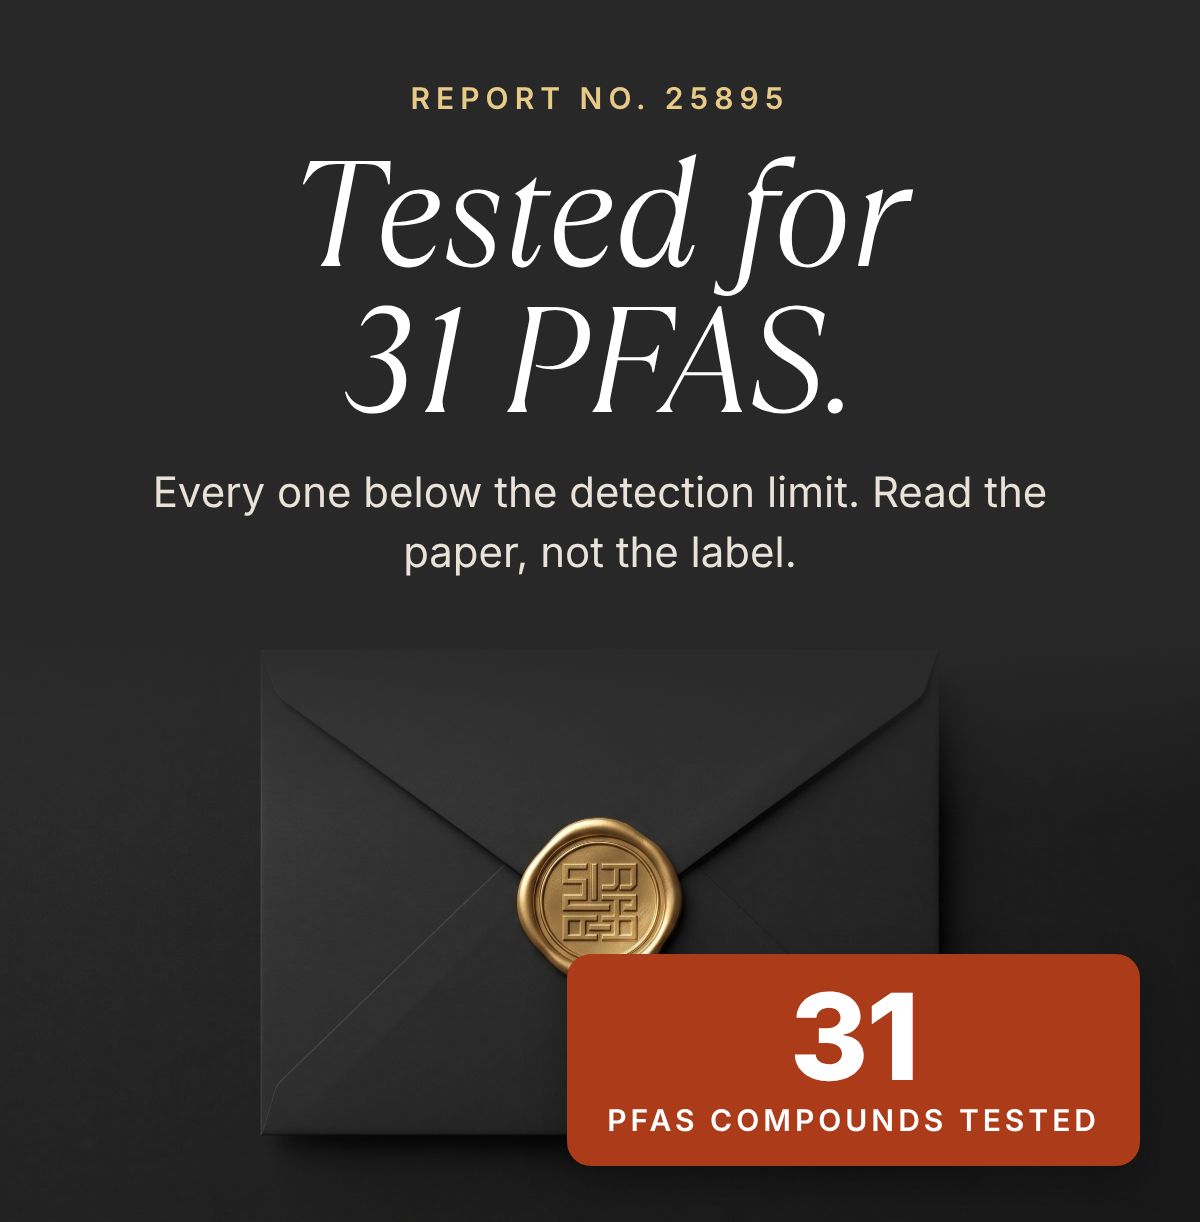 REPORT NO. 25895
Tested for
31 PFAS.
Every one below the detection limit. Read the
paper, not the label.
31
PFAS COMPOUNDS TESTED